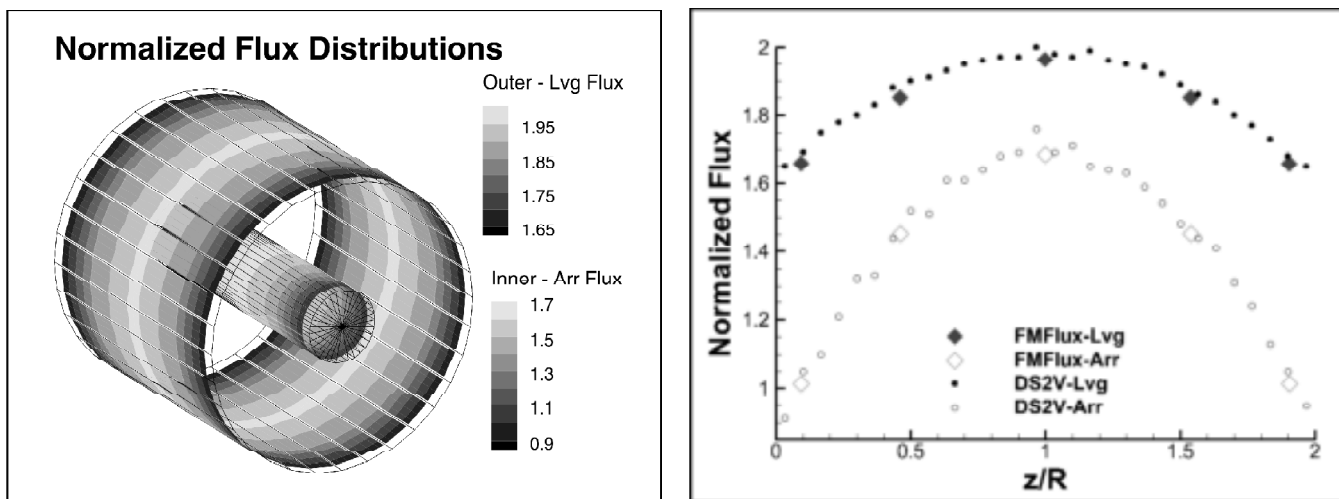 Normalized Flux Distributions
Outer - Lvg Flux
1.95
1.85
1.75
1.65
Inner - Arr Flux
1.7
1.5
1.3
1.1
0.9
Normalized Flux
2
1.8
1.6
1.4
1.2
1
FMFlux-Lvg
FMFlux-Arr
DS2V-Lvg
DS2V-Arr
0
0.5
1
1.5
2
z/R